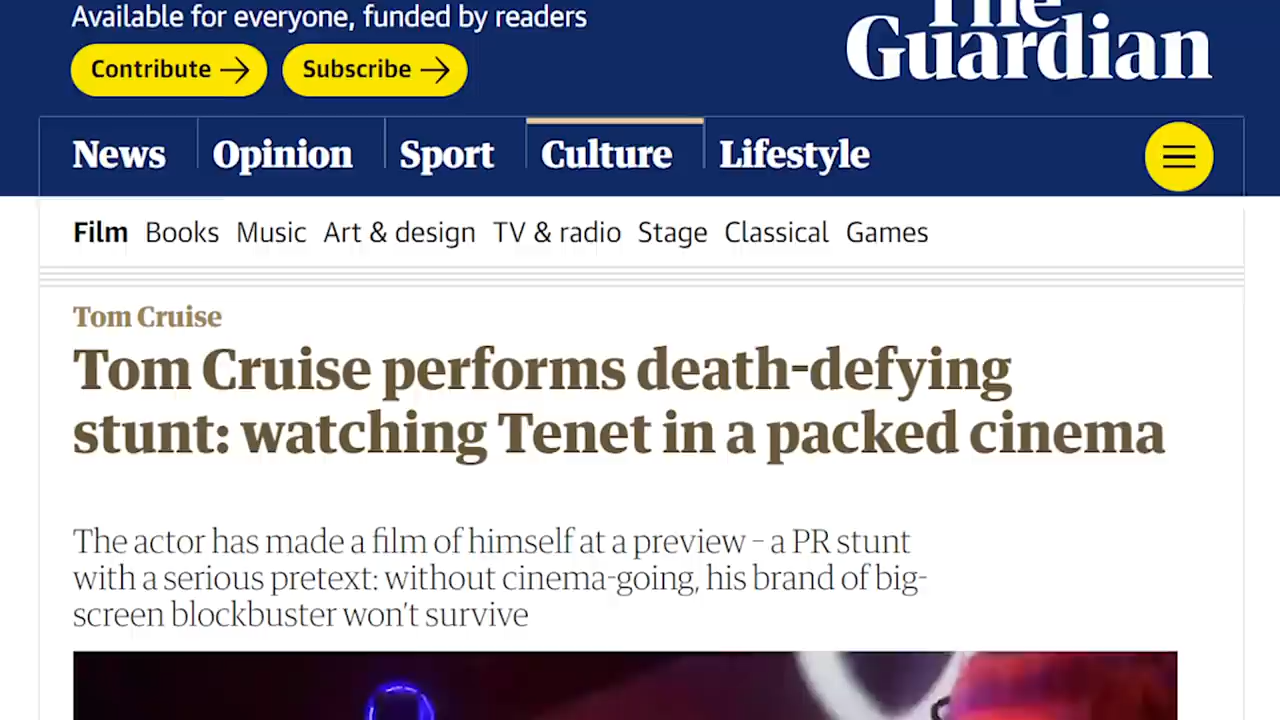 Available for everyone, funded by readers
Contribute
Subscribe
The
Guardian
News Opinion Sport Culture Lifestyle
Film Books Music Art & design TV & radio Stage Classical Games
Tom Cruise
Tom Cruise performs death-defying
stunt: watching Tenet in a packed cinema
The actor has made a film of himself at a preview – a PR stunt
with a serious pretext: without cinema-going, his brand of big-
screen blockbuster won't survive